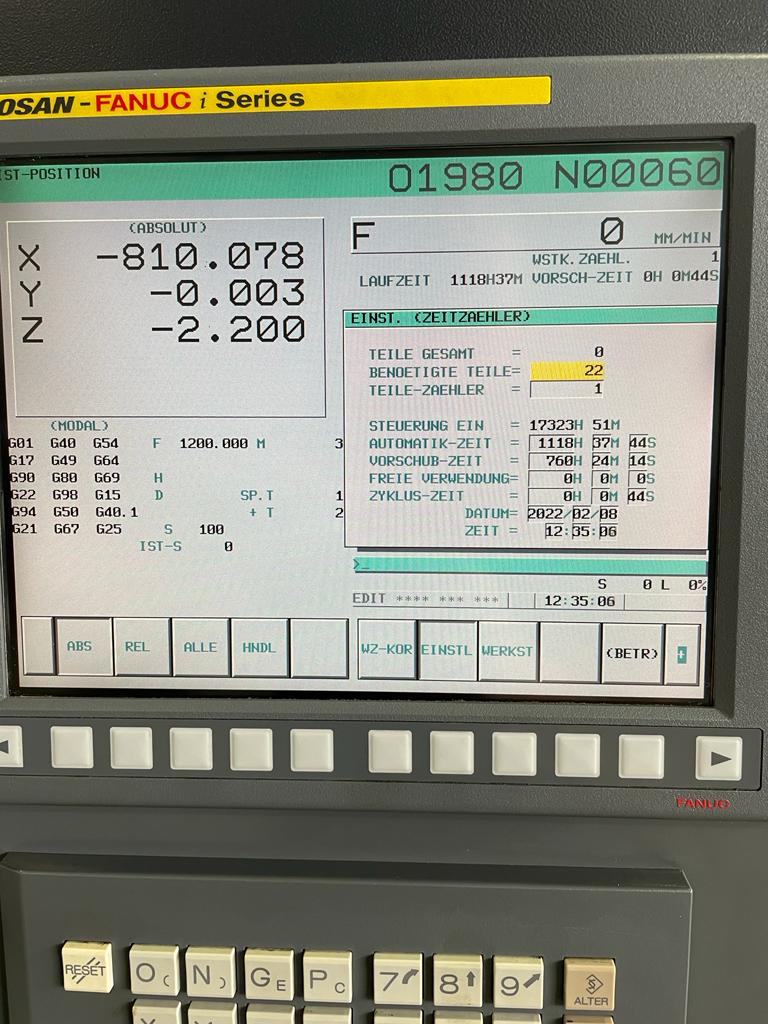 OSAN-FANUC i Series
IST-POSITION
O1980 N00060
(ABSOLUT)
X -810.078
Y -0.003
Z -2.200
F 0 MM/MIN
WSTK.ZAEHL. 1
LAUFZEIT 1118H37M VORSCH-ZEIT 0H 0M44S
EINST. (ZEITZAEHLER)
TEILE GESAMT = 0
BENOETIGTE TEILE= 22
TEILE-ZAEHLER = 1
STEUERUNG EIN = 17323H 51M
AUTOMATIK-ZEIT = 1118H 37M 44S
VORSCHUB-ZEIT = 760H 24M 14S
FREIE VERWENDUNG= 0H 0M 0S
ZYKLUS-ZEIT = 0H 0M 44S
DATUM= 2022/02/08
ZEIT = 12:35:06
(MODAL)
G01 G40 G54 F 1200.000 M 3
G17 G49 G64
G90 G80 G69 H
G22 G98 G15 D SP.T 1
G94 G50 G40.1 + T 2
G21 G67 G25 S 100
IST-S 0
>_
S 0 L 0%
EDIT **** *** *** 12:35:06
ABS REL ALLE HNDL
WZ-KOR EINSTL WERKST (BETR) +
FANUC
RESET O ( N ) G E P C 7 8 9 ALTER